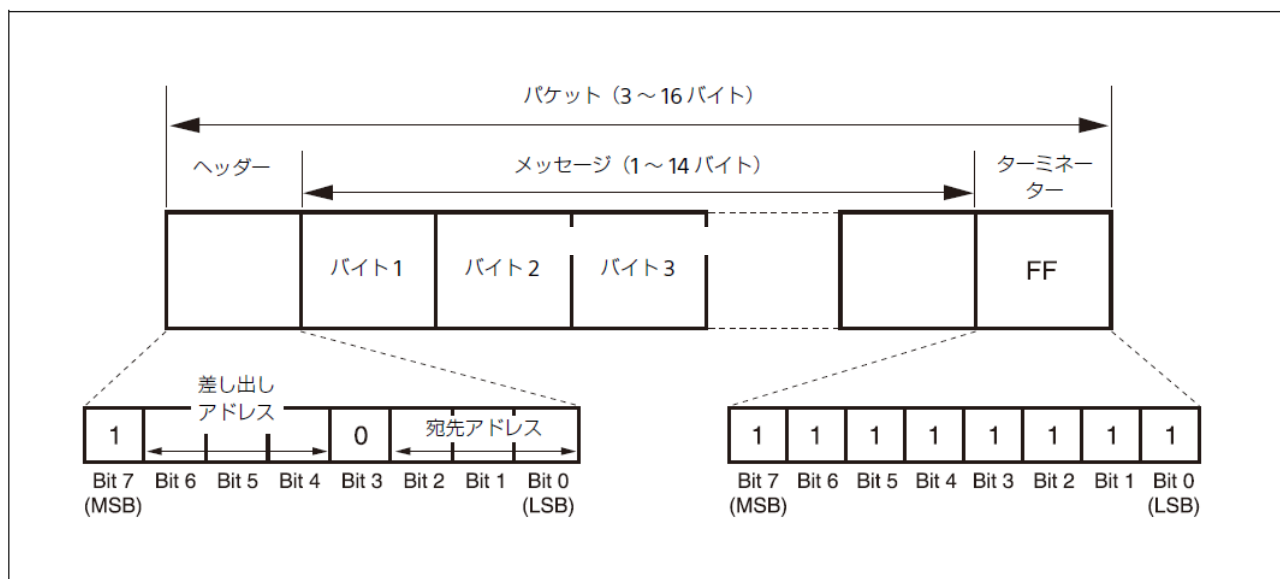 パケット（3～16 バイト）
ヘッダー
メッセージ（1～14 バイト）
ターミネー
ター
バイト 1
バイト 2
バイト 3
FF
差し出し
アドレス
1
0
宛先アドレス
Bit 7
(MSB)
Bit 6
Bit 5
Bit 4
Bit 3
Bit 2
Bit 1
Bit 0
(LSB)
1
1
1
1
1
1
1
1
Bit 7
(MSB)
Bit 6
Bit 5
Bit 4
Bit 3
Bit 2
Bit 1
Bit 0
(LSB)